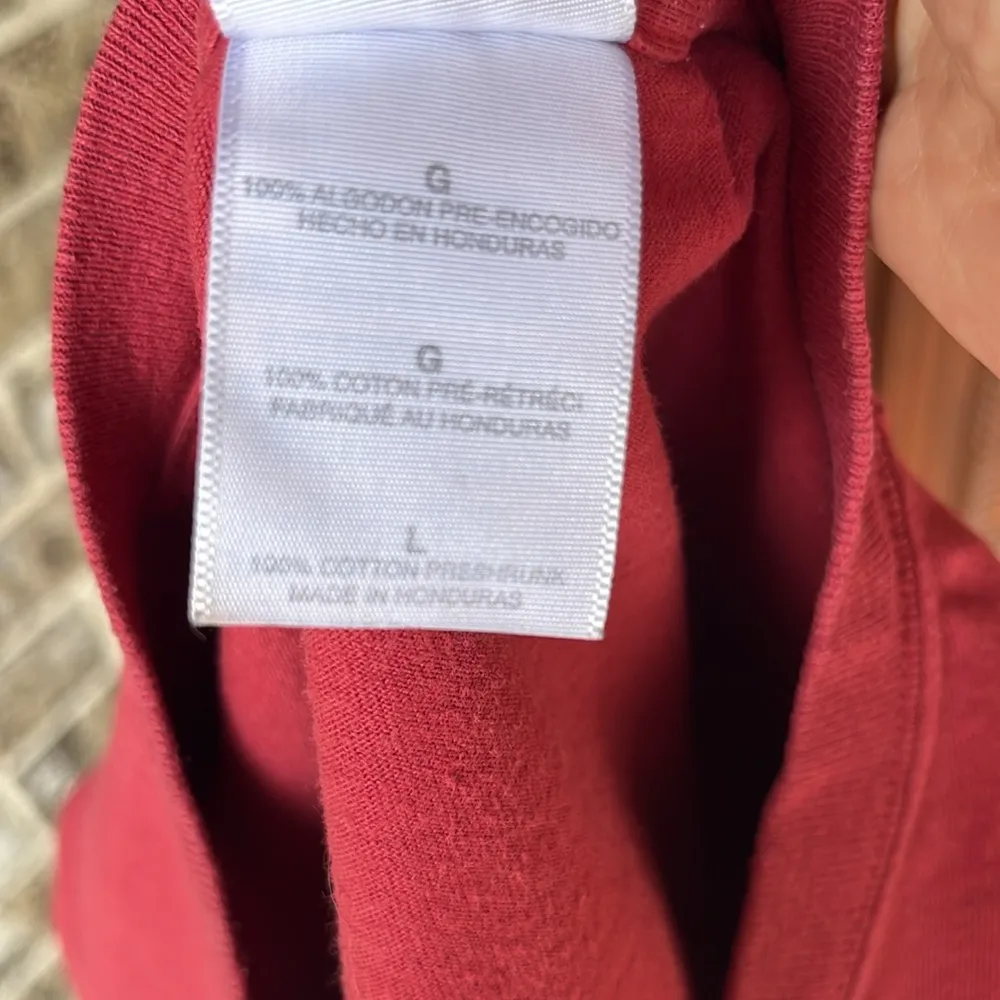 G
100% ALGODON PRE-ENCOGIDO
HECHO EN HONDURAS
G
100% COTON PRÉ-RÉTRÉCI
FABRIQUÉ AU HONDURAS
L
100% COTTON PRESHRUNK
MADE IN HONDURAS